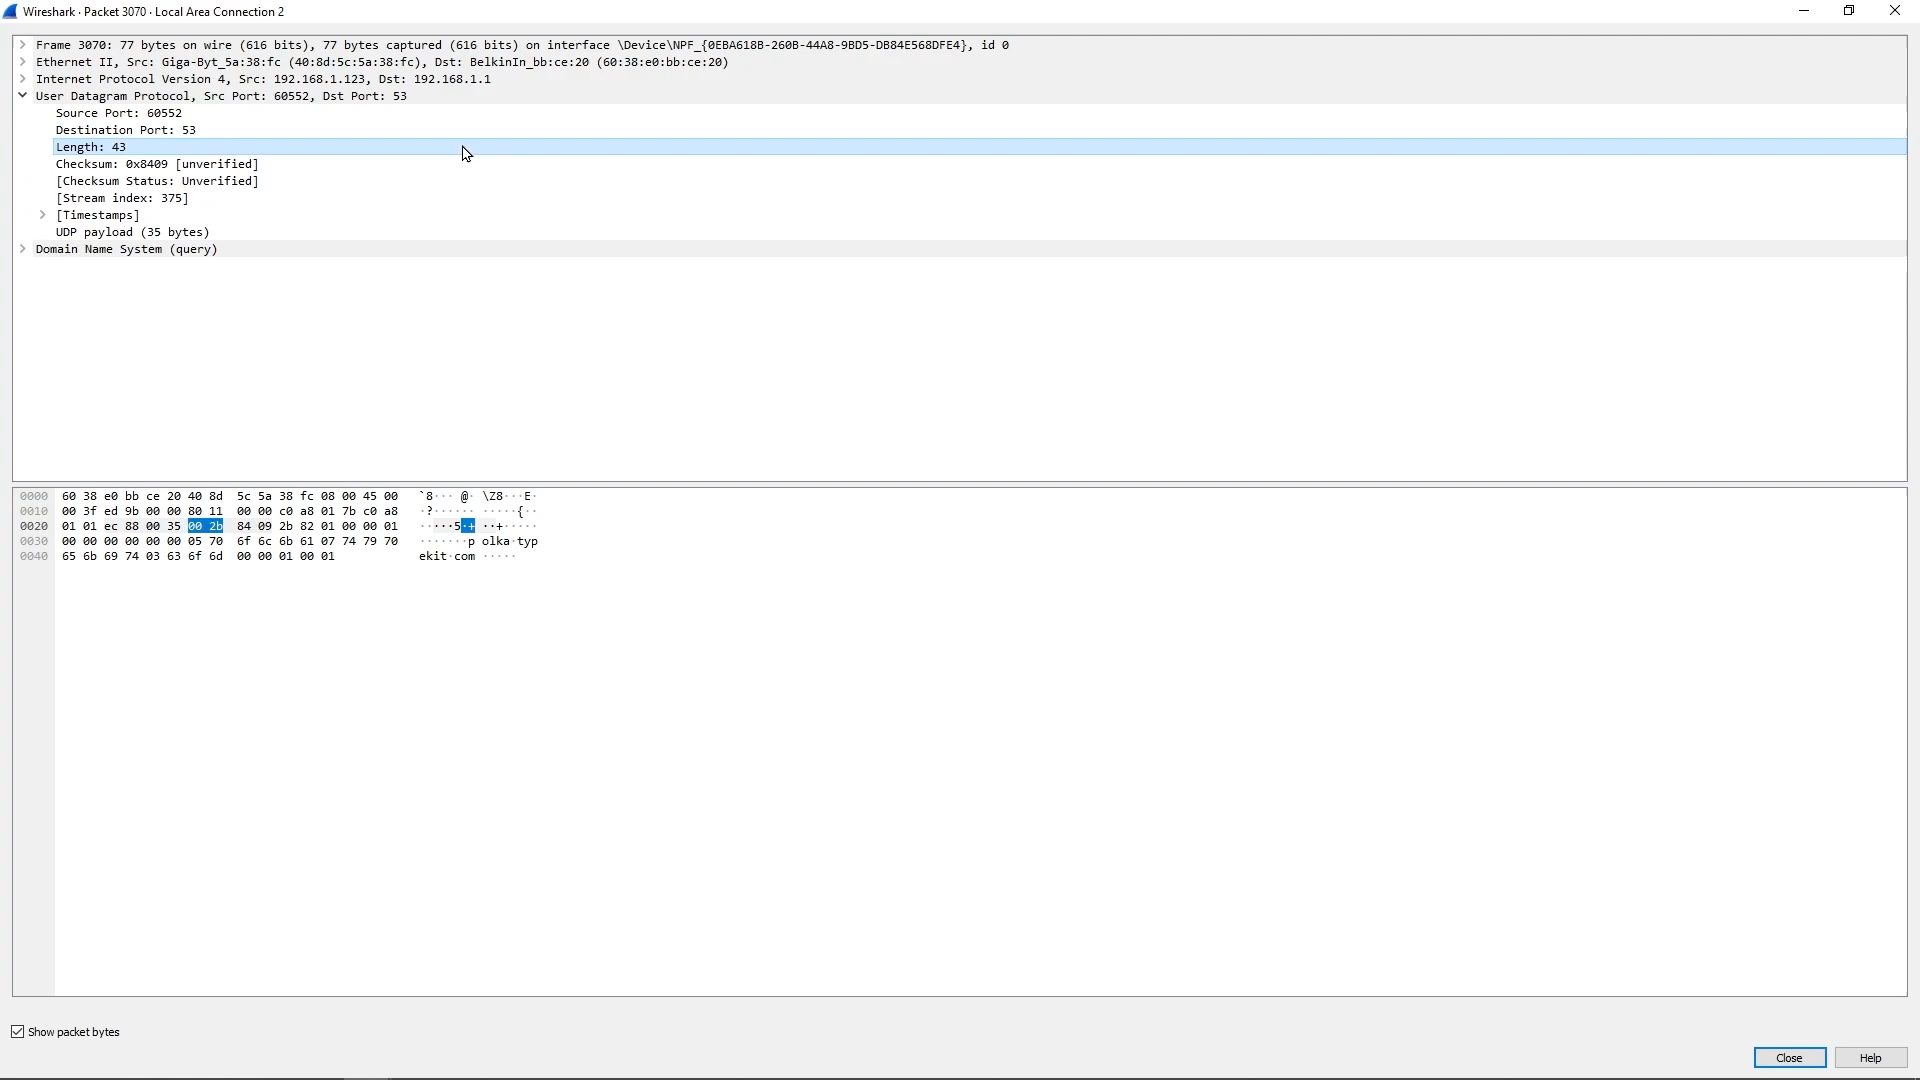 Wireshark · Packet 3070 · Local Area Connection 2
Frame 3070: 77 bytes on wire (616 bits), 77 bytes captured (616 bits) on interface \Device\NPF_{0EBA618B-260B-44A8-9BD5-DB84E568DFE4}, id 0
Ethernet II, Src: Giga-Byt_5a:38:fc (40:8d:5c:5a:38:fc), Dst: BelkinIn_bb:ce:20 (60:38:e0:bb:ce:20)
Internet Protocol Version 4, Src: 192.168.1.123, Dst: 192.168.1.1
User Datagram Protocol, Src Port: 60552, Dst Port: 53
Source Port: 60552
Destination Port: 53
Length: 43
Checksum: 0x8409 [unverified]
[Checksum Status: Unverified]
[Stream index: 375]
[Timestamps]
UDP payload (35 bytes)
Domain Name System (query)
0000 60 38 e0 bb ce 20 40 8d 5c 5a 38 fc 08 00 45 00 `8··· @· \Z8···E·
0010 00 3f ed 9b 00 00 80 11 00 00 c0 a8 01 7b c0 a8 ·?······ ·····{··
0020 01 01 ec 88 00 35 00 2b 84 09 2b 82 01 00 00 01 ·····5·+ ··+·····
0030 00 00 00 00 00 00 05 70 6f 6c 6b 61 07 74 79 70 ·······p olka·typ
0040 65 6b 69 74 03 63 6f 6d 00 00 01 00 01 ekit·com ·····
Show packet bytes
Close Help